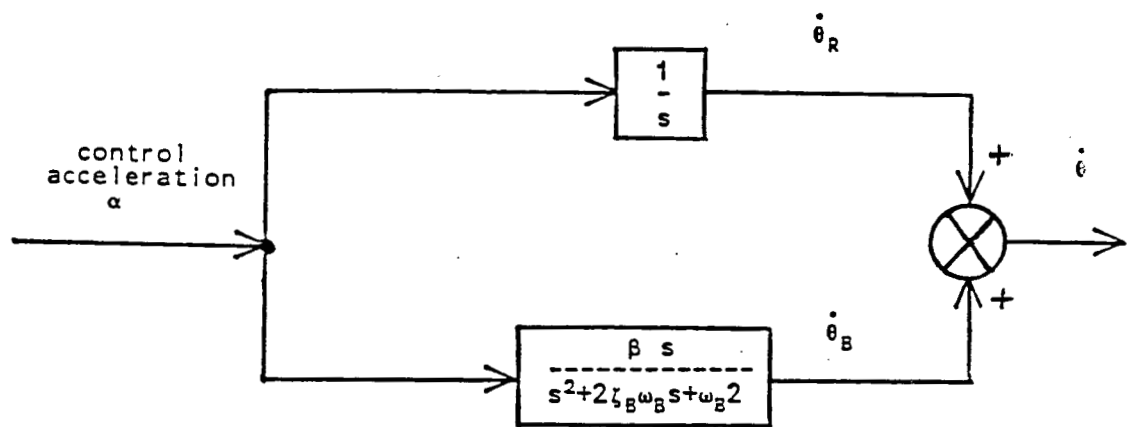 θ̇_R
1
-
s
control
acceleration
α
+
θ̇
+
θ̇_B
β s
------------------
s²+2ζ_Bω_Bs+ω_B2